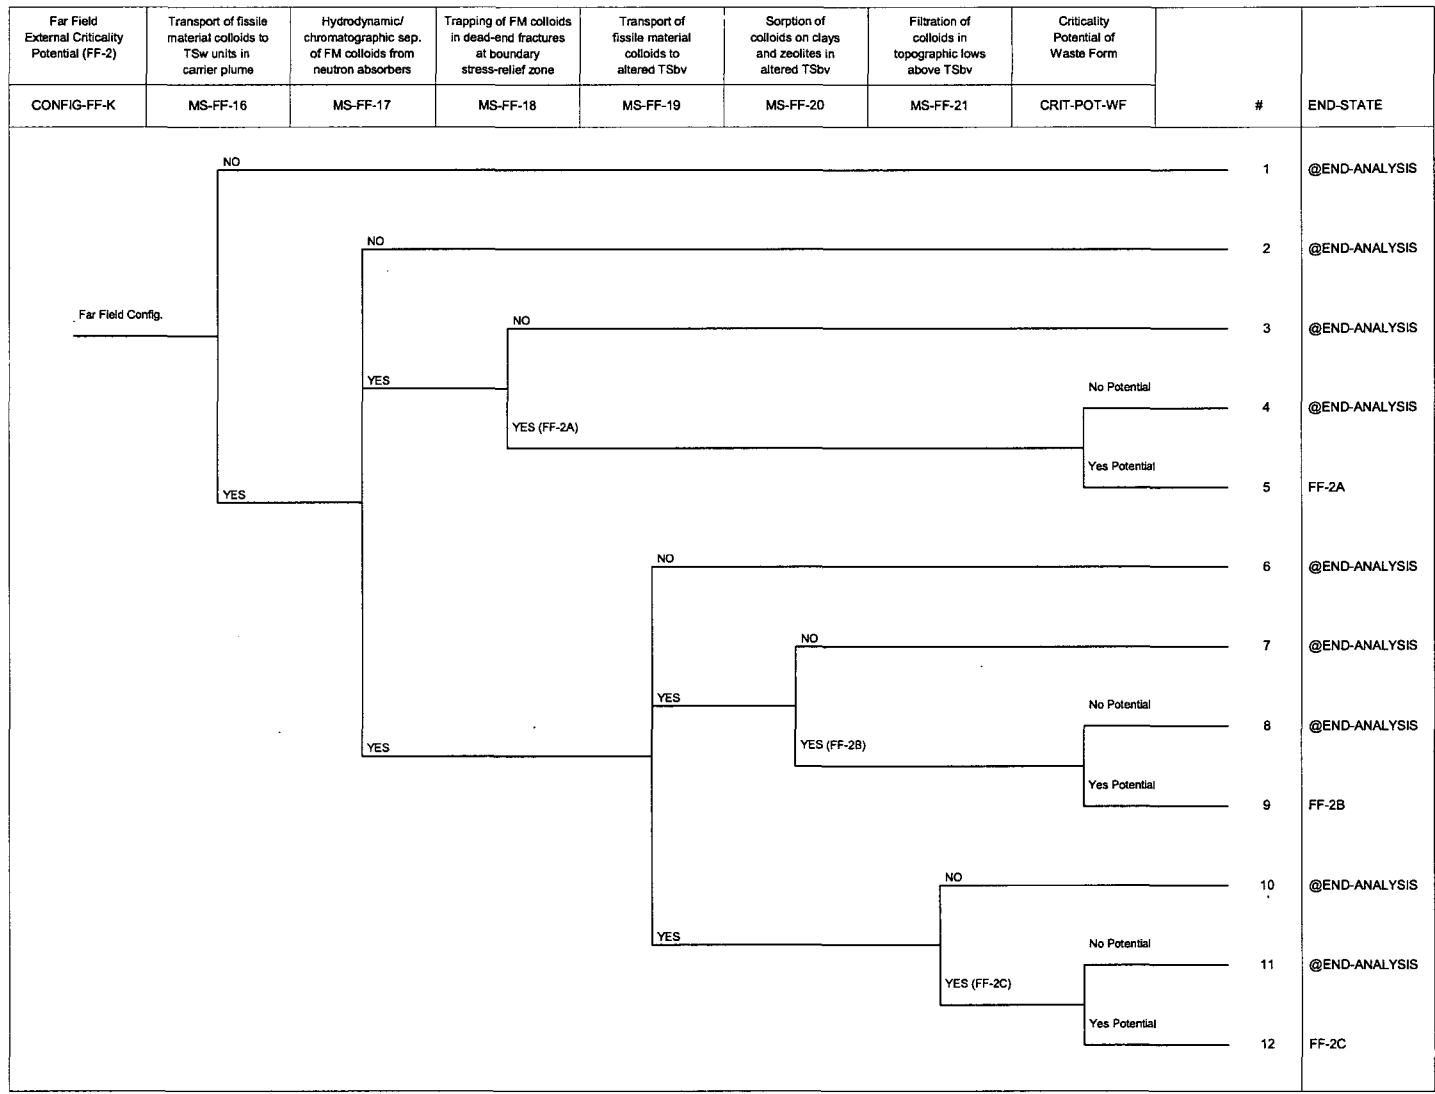 Far Field
External Criticality
Potential (FF-2)
Transport of fissile
material colloids to
TSw units in
carrier plume
Hydrodynamic/
chromatographic sep.
of FM colloids from
neutron absorbers
Trapping of FM colloids
in dead-end fractures
at boundary
stress-relief zone
Transport of
fissile material
colloids to
altered TSbv
Sorption of
colloids on clays
and zeolites in
altered TSbv
Filtration of
colloids in
topographic lows
above TSbv
Criticality
Potential of
Waste Form
CONFIG-FF-K
MS-FF-16
MS-FF-17
MS-FF-18
MS-FF-19
MS-FF-20
MS-FF-21
CRIT-POT-WF
#
END-STATE
NO
1
@END-ANALYSIS
NO
2
@END-ANALYSIS
Far Field Config.
NO
3
@END-ANALYSIS
YES
No Potential
4
@END-ANALYSIS
YES (FF-2A)
Yes Potential
5
FF-2A
YES
NO
6
@END-ANALYSIS
NO
7
@END-ANALYSIS
YES
No Potential
8
@END-ANALYSIS
YES (FF-2B)
YES
Yes Potential
9
FF-2B
NO
10
@END-ANALYSIS
YES
No Potential
11
@END-ANALYSIS
YES (FF-2C)
Yes Potential
12
FF-2C